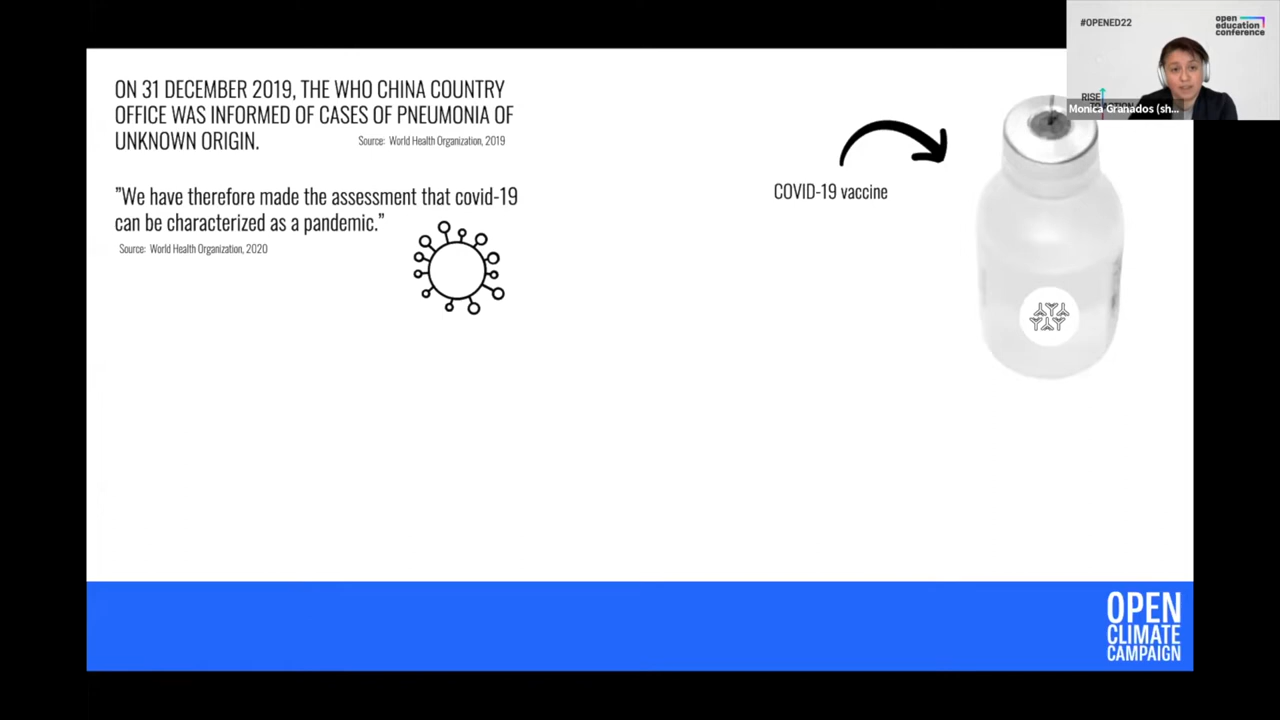 #OPENED22
open
education
conference
RISE
Monica Granados (sh...
ON 31 DECEMBER 2019, THE WHO CHINA COUNTRY
OFFICE WAS INFORMED OF CASES OF PNEUMONIA OF
UNKNOWN ORIGIN.
Source: World Health Organization, 2019
"We have therefore made the assessment that covid-19
can be characterized as a pandemic."
Source: World Health Organization, 2020
COVID-19 vaccine
OPEN
CLIMATE
CAMPAIGN